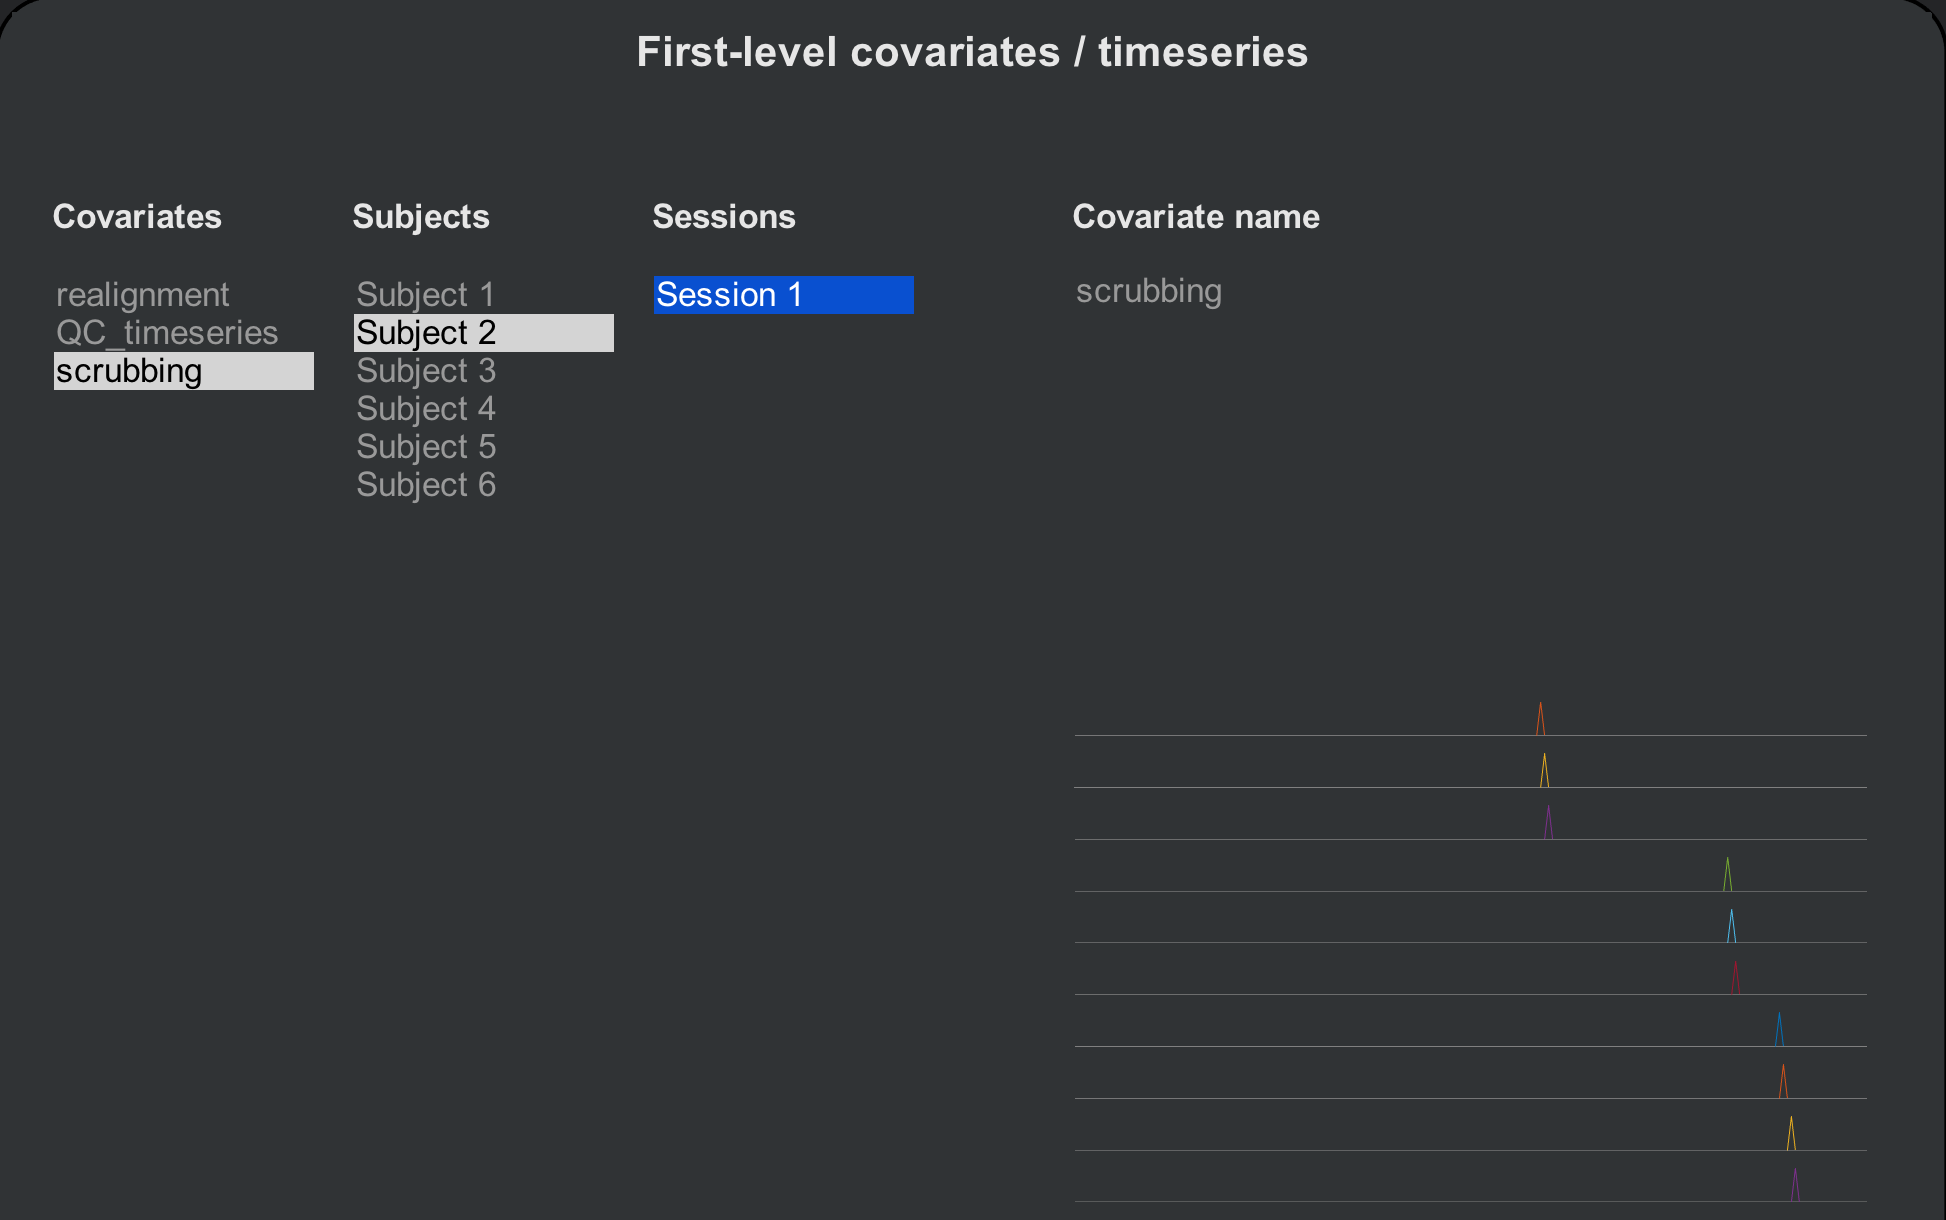 First-level covariates / timeseries
Covariates
realignment
QC_timeseries
scrubbing
Subjects
Subject 1
Subject 2
Subject 3
Subject 4
Subject 5
Subject 6
Sessions
Session 1
Covariate name
scrubbing